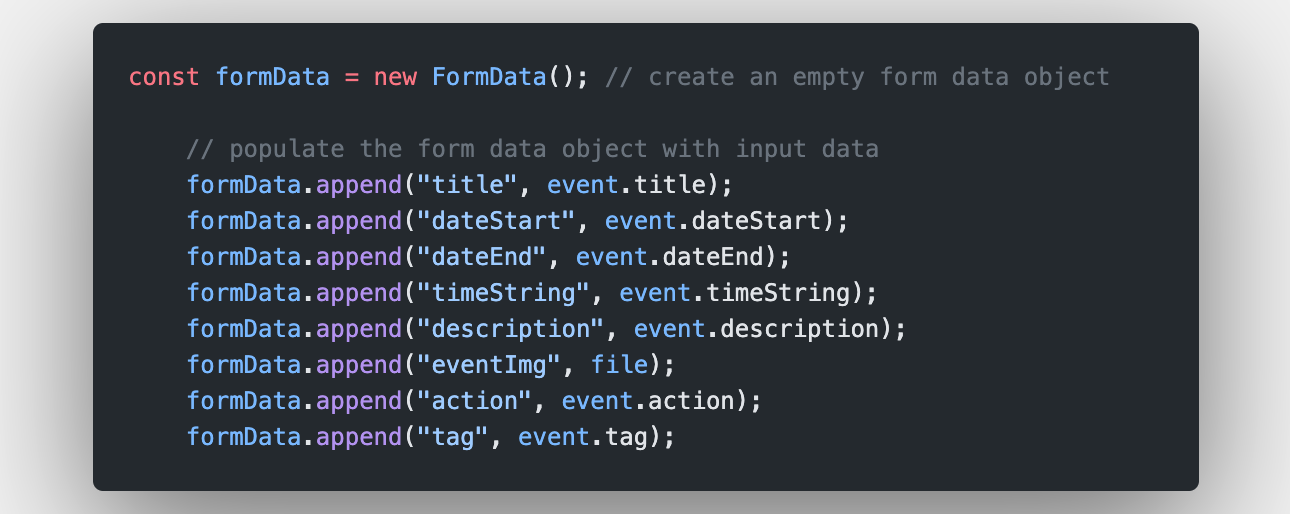 const formData = new FormData(); // create an empty form data object
// populate the form data object with input data
formData.append("title", event.title);
formData.append("dateStart", event.dateStart);
formData.append("dateEnd", event.dateEnd);
formData.append("timeString", event.timeString);
formData.append("description", event.description);
formData.append("eventImg", file);
formData.append("action", event.action);
formData.append("tag", event.tag);